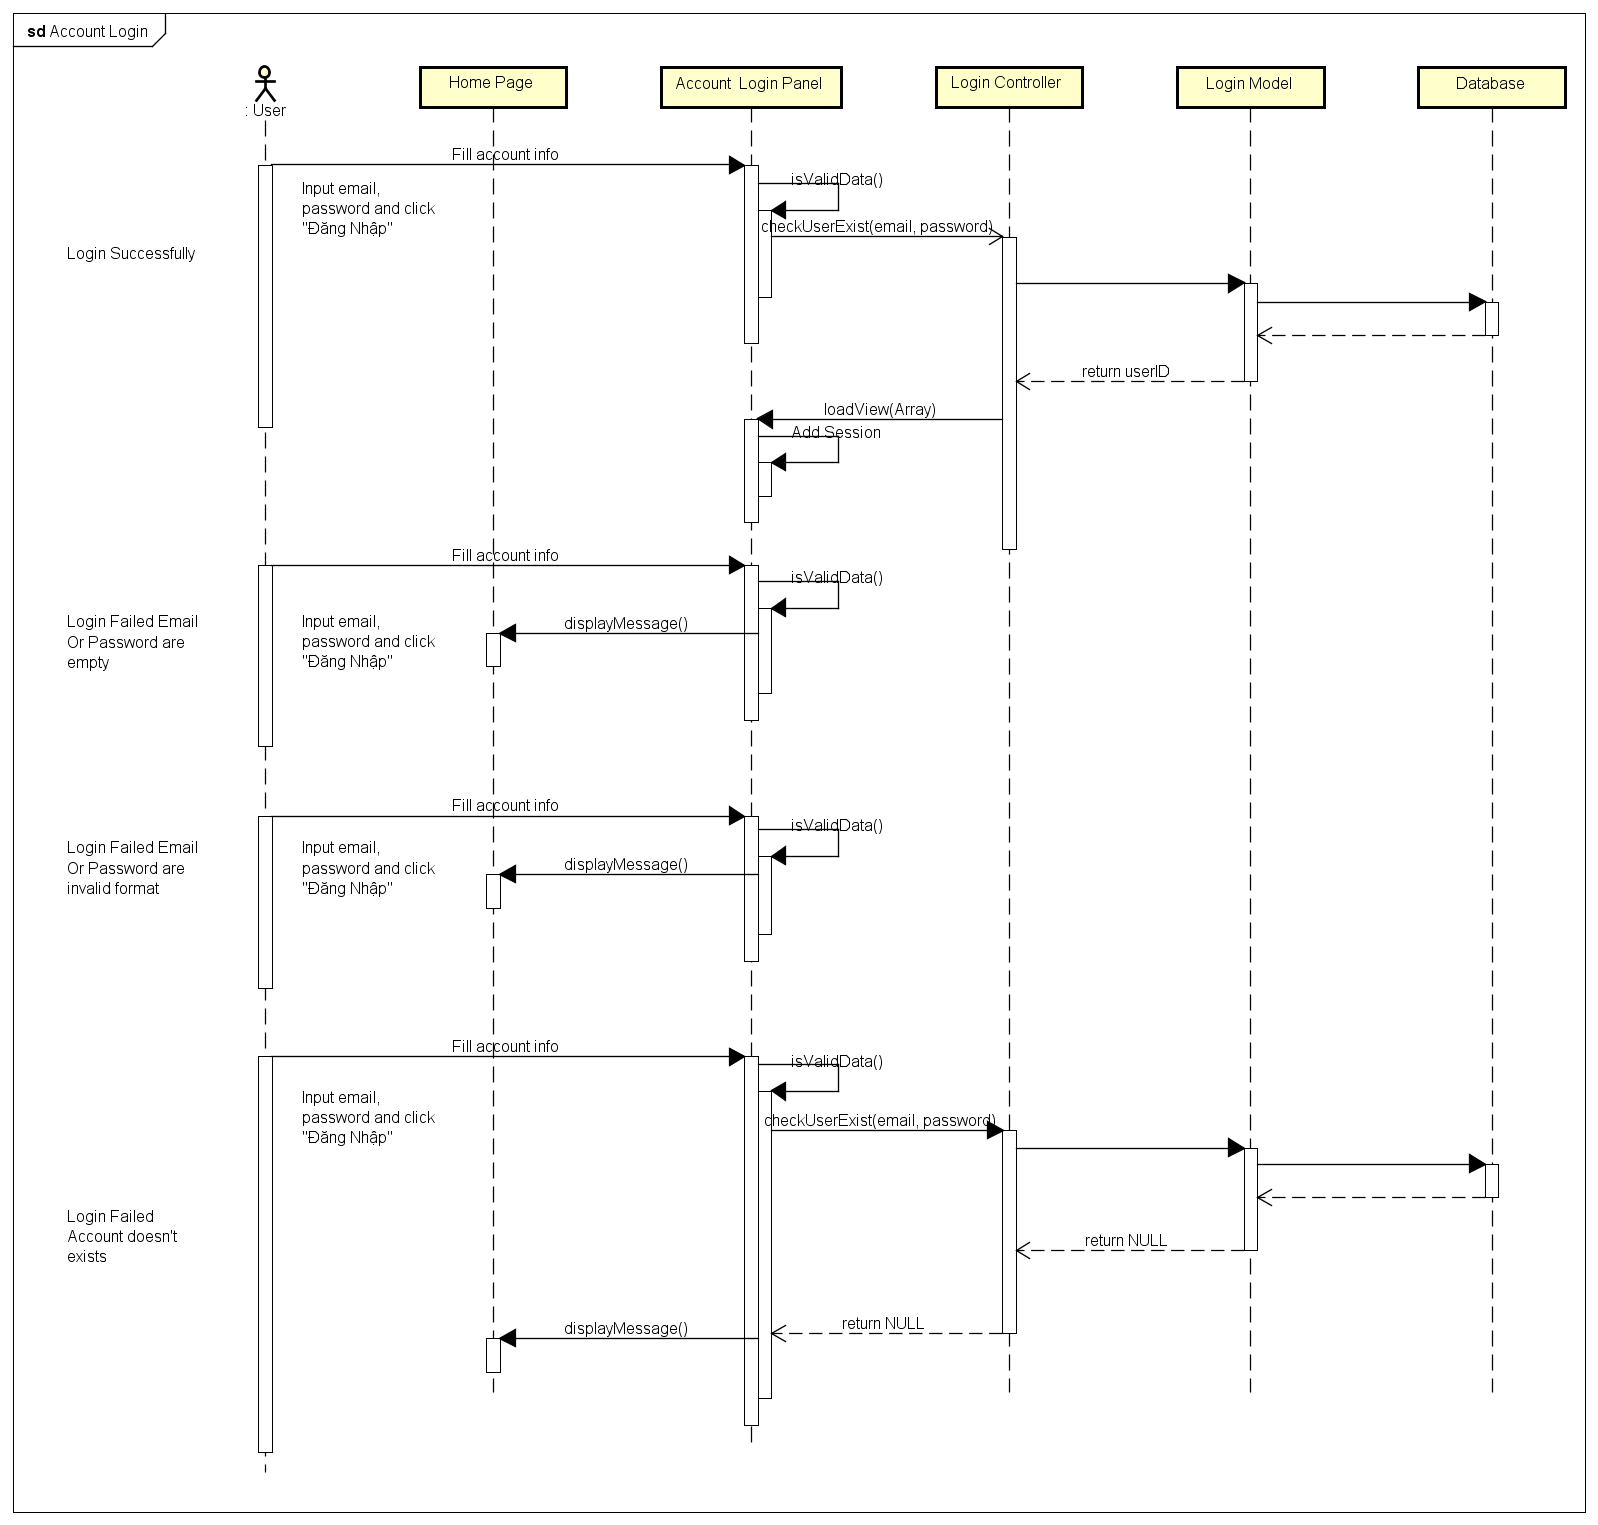 sd Account Login
: User
Home Page
Account Login Panel
Login Controller
Login Model
Database
Fill account info
isValidData()
Input email,
password and click
"Đăng Nhập"
checkUserExist(email, password)
Login Successfully
return userID
loadView(Array)
Add Session
Fill account info
isValidData()
Login Failed Email
Or Password are
empty
Input email,
password and click
"Đăng Nhập"
displayMessage()
Fill account info
isValidData()
Login Failed Email
Or Password are
invalid format
Input email,
password and click
"Đăng Nhập"
displayMessage()
Fill account info
isValidData()
Input email,
password and click
"Đăng Nhập"
checkUserExist(email, password)
Login Failed
Account doesn't
exists
return NULL
return NULL
displayMessage()